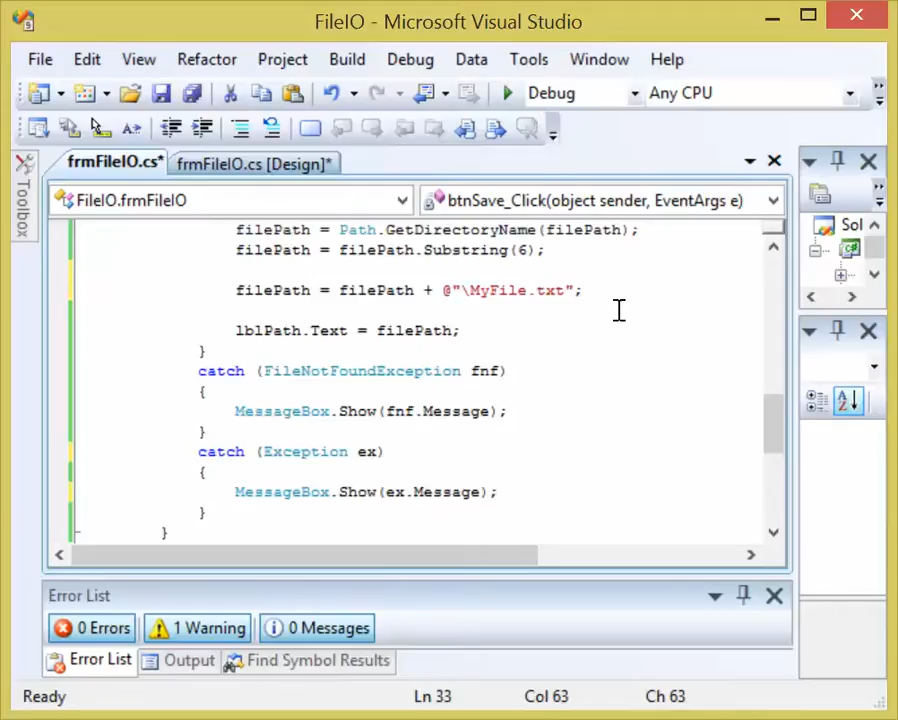 FileIO - Microsoft Visual Studio
File Edit View Refactor Project Build Debug Data Tools Window Help
Debug Any CPU
frmFileIO.cs* frmFileIO.cs [Design]*
Toolbox
FileIO.frmFileIO btnSave_Click(object sender, EventArgs e)
Sol
filePath = Path.GetDirectoryName(filePath);
filePath = filePath.Substring(6);
filePath = filePath + @"\MyFile.txt";
lblPath.Text = filePath;
}
catch (FileNotFoundException fnf)
{
MessageBox.Show(fnf.Message);
}
catch (Exception ex)
{
MessageBox.Show(ex.Message);
}
}
Error List
0 Errors 1 Warning 0 Messages
Error List Output Find Symbol Results
Ready Ln 33 Col 63 Ch 63